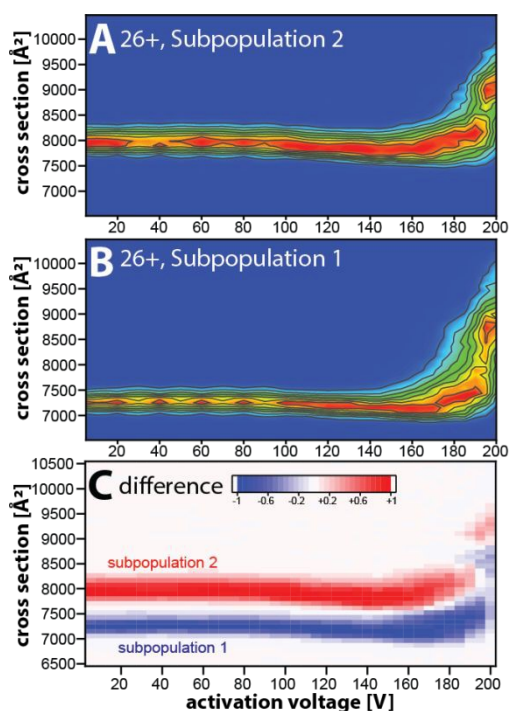 A 26+, Subpopulation 2
cross section [Å²]
10000
9500
9000
8500
8000
7500
7000
20 40 60 80 100 120 140 160 180 200
B 26+, Subpopulation 1
cross section [Å²]
10000
9500
9000
8500
8000
7500
7000
20 40 60 80 100 120 140 160 180 200
C difference
-1 -0.6 -0.2 +0.2 +0.6 +1
cross section [Å²]
10500
10000
9500
9000
8500
8000
7500
7000
6500
subpopulation 2
subpopulation 1
20 40 60 80 100 120 140 160 180 200
activation voltage [V]